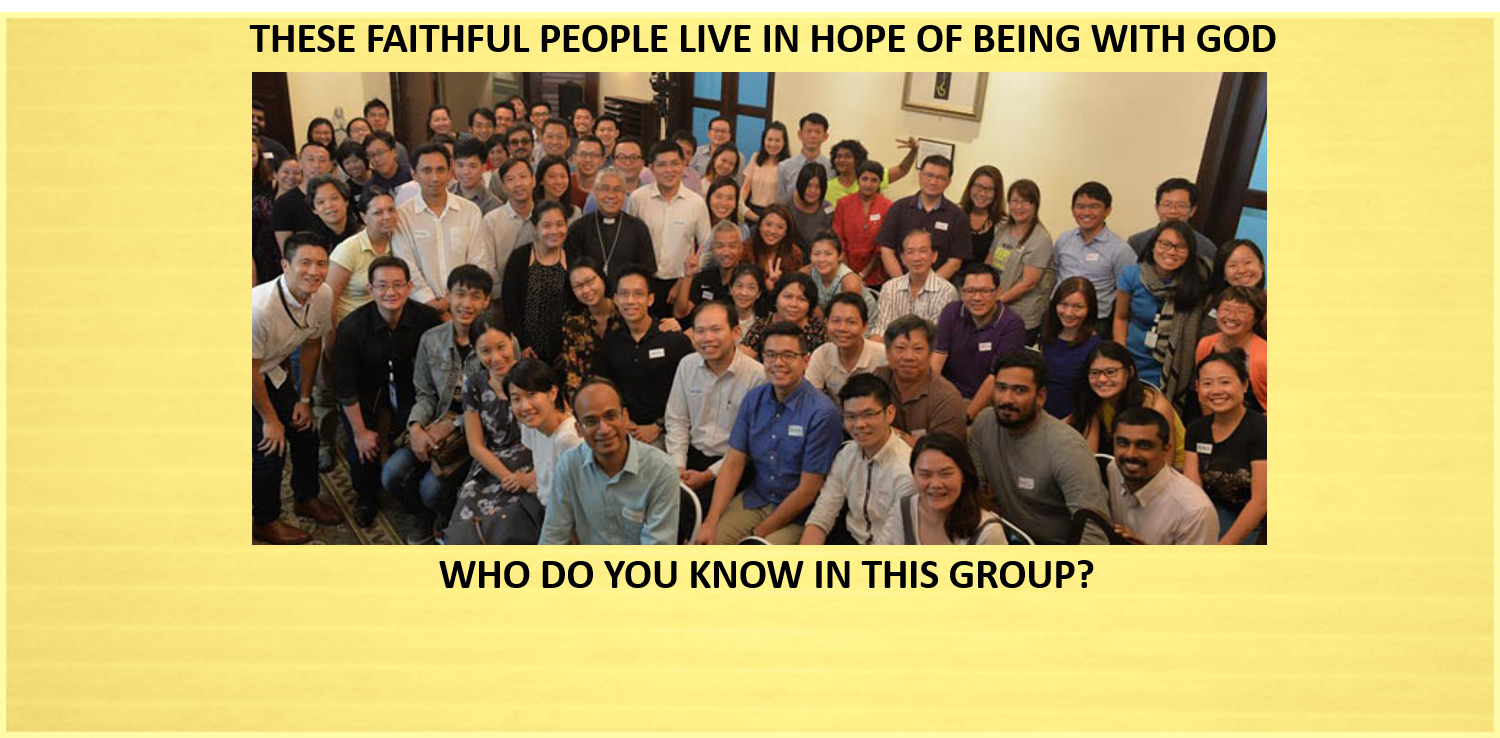 THESE FAITHFUL PEOPLE LIVE IN HOPE OF BEING WITH GOD
WHO DO YOU KNOW IN THIS GROUP?